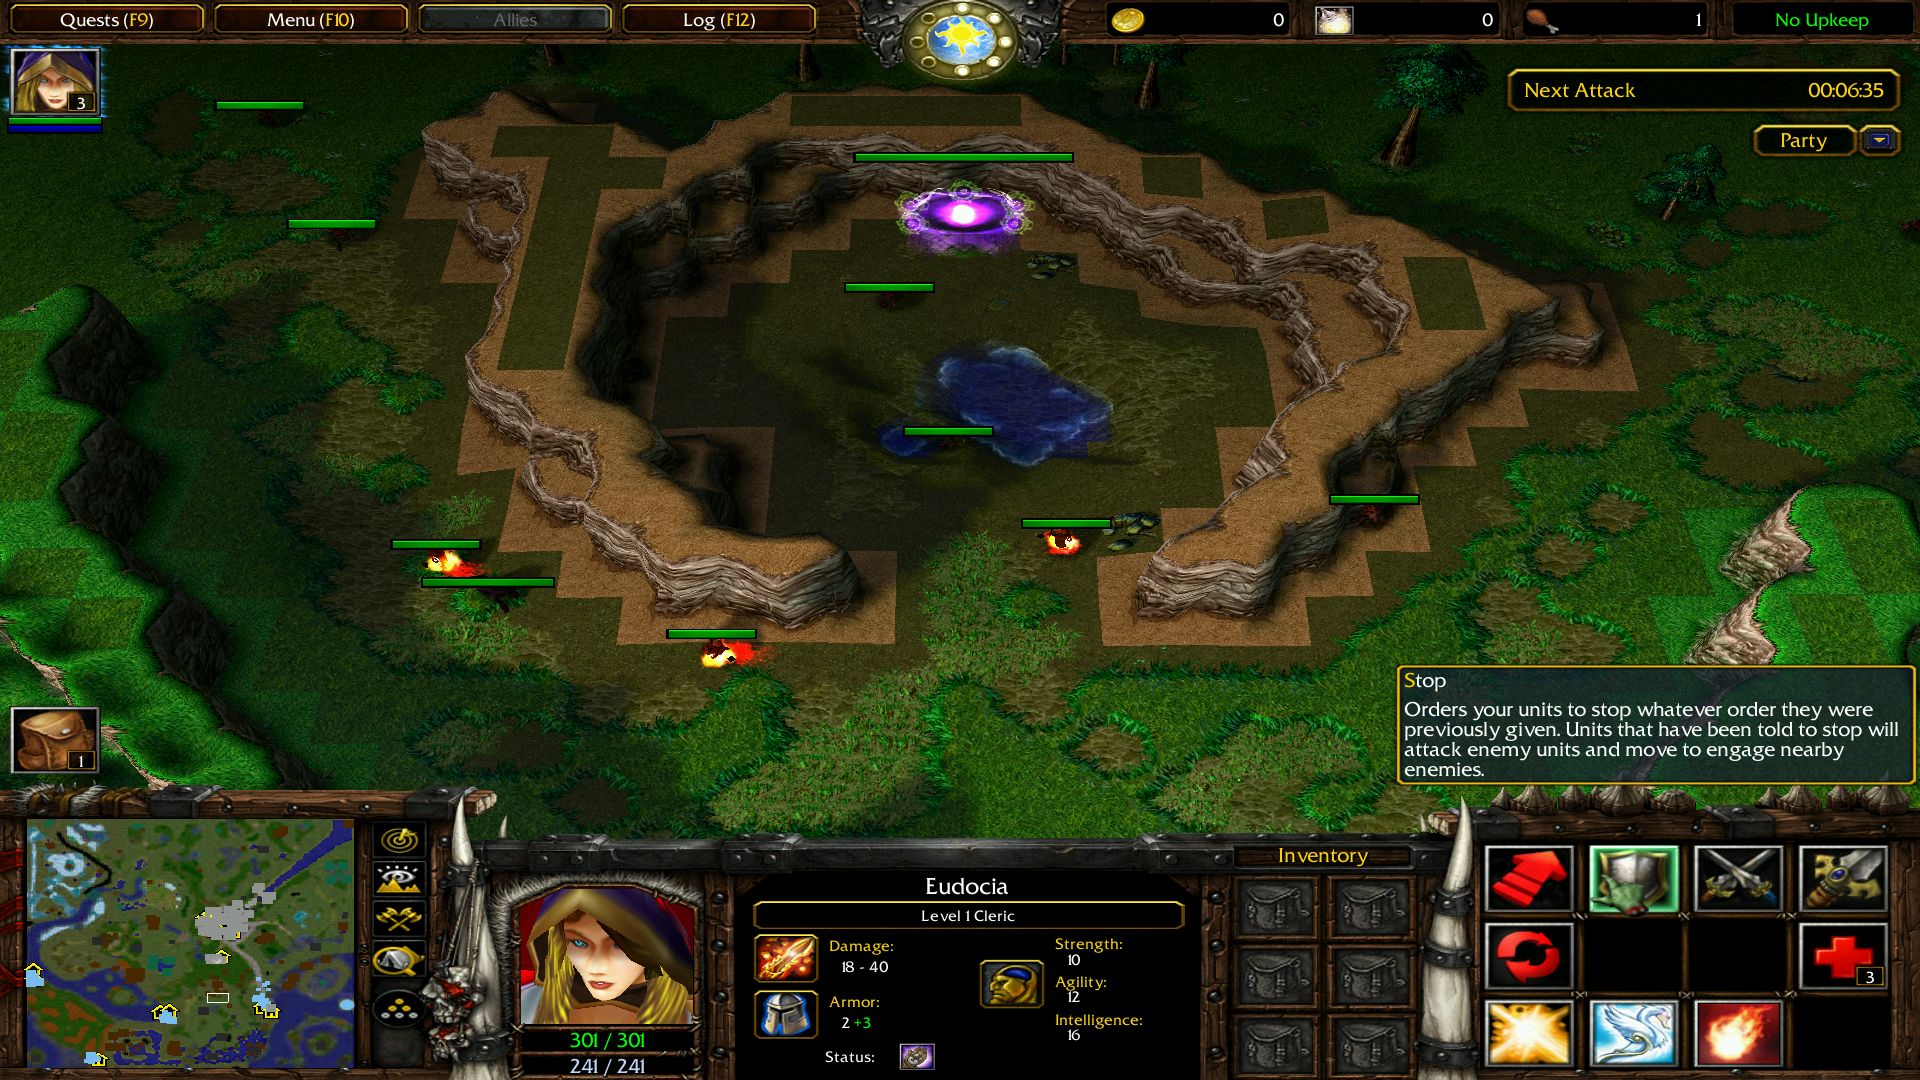 Quests (F9)
Menu (F10)
Allies
Log (F12)
0
0
1
No Upkeep
3
Next Attack 00:06:35
Party
Stop
Orders your units to stop whatever order they were
previously given. Units that have been told to stop will
attack enemy units and move to engage nearby
enemies.
1
Eudocia
Level 1 Cleric
Damage:
18 - 40
Armor:
2 +3
Status:
Strength:
10
Agility:
12
Intelligence:
16
301 / 301
241 / 241
Inventory
3